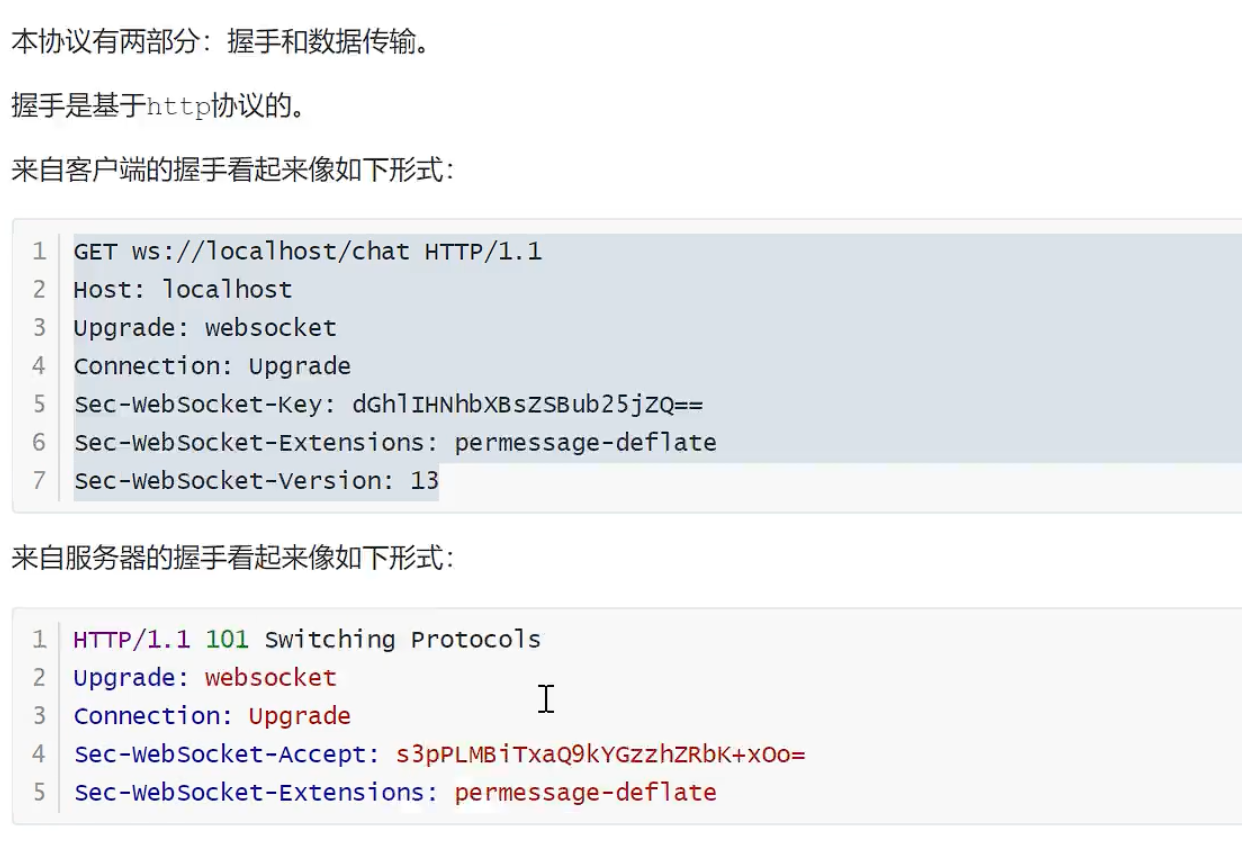 本协议有两部分：握手和数据传输。
握手是基于http协议的。
来自客户端的握手看起来像如下形式：
1 GET ws://localhost/chat HTTP/1.1
2 Host: localhost
3 Upgrade: websocket
4 Connection: Upgrade
5 Sec-WebSocket-Key: dGhlIHNhbXBsZSBub25jZQ==
6 Sec-WebSocket-Extensions: permessage-deflate
7 Sec-WebSocket-Version: 13
来自服务器的握手看起来像如下形式：
1 HTTP/1.1 101 Switching Protocols
2 Upgrade: websocket
3 Connection: Upgrade
4 Sec-WebSocket-Accept: s3pPLMBiTxaQ9kYGzzhZRbK+xOo=
5 Sec-WebSocket-Extensions: permessage-deflate